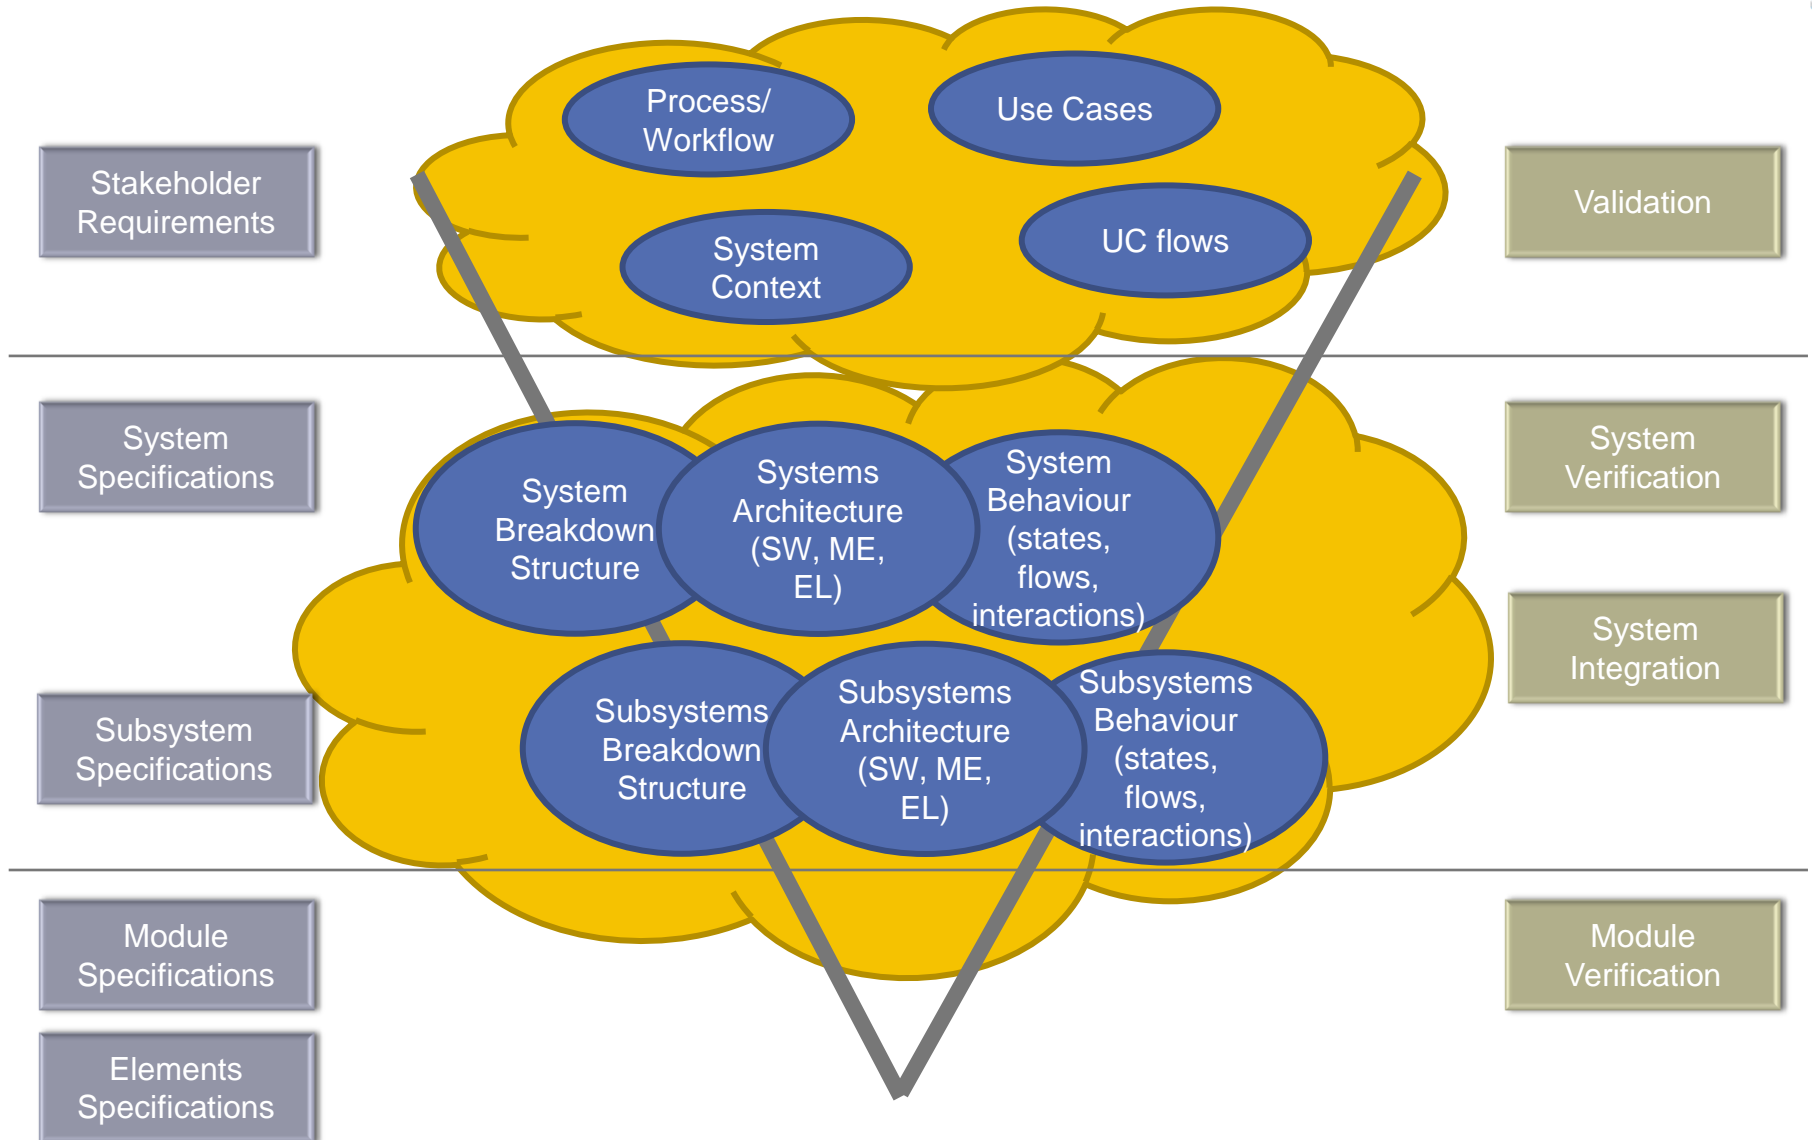 Process/
Workflow
Use Cases
Stakeholder
Requirements
Validation
System
Context
UC flows
System
Specifications
System
Breakdown
Structure
Systems
Architecture
(SW, ME,
EL)
System
Behaviour
(states,
flows,
interactions)
System
Verification
System
Integration
Subsystem
Specifications
Subsystems
Breakdown
Structure
Subsystems
Architecture
(SW, ME,
EL)
Subsystems
Behaviour
(states,
flows,
interactions)
Module
Specifications
Module
Verification
Elements
Specifications